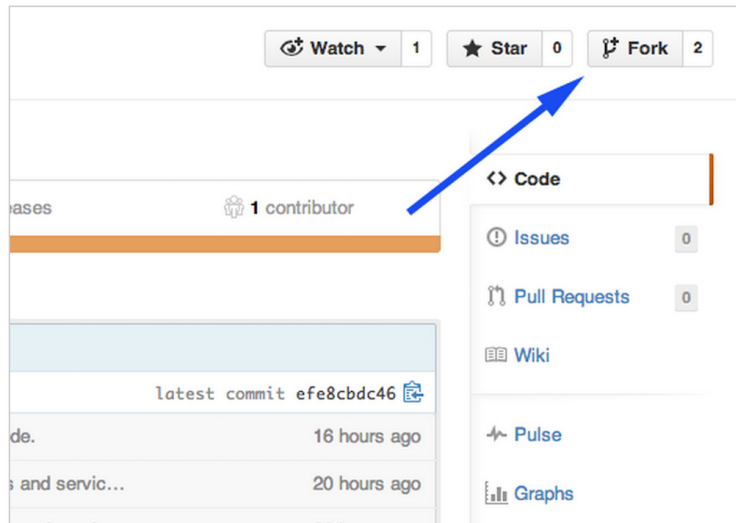 Watch 1 Star 0 Fork 2
Code
eases 1 contributor
Issues 0
Pull Requests 0
Wiki
latest commit efe8cbdc46
de. 16 hours ago
Pulse
s and servic… 20 hours ago
Graphs